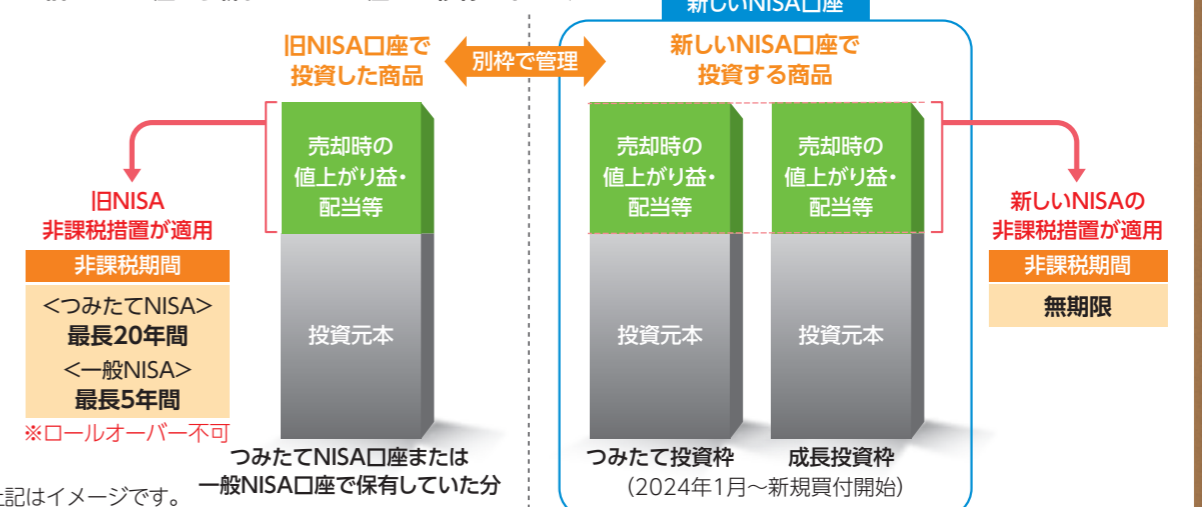 新しいNISA口座
旧NISA口座で
投資した商品
別枠で管理
新しいNISA口座で
投資する商品
売却時の
値上がり益・
配当等
投資元本
旧NISA
非課税措置が適用
非課税期間
<つみたてNISA>
最長20年間
<一般NISA>
最長5年間
※ロールオーバー不可
つみたてNISA口座または
一般NISA口座で保有していた分
売却時の
値上がり益・
配当等
投資元本
つみたて投資枠
売却時の
値上がり益・
配当等
投資元本
成長投資枠
（2024年1月〜新規買付開始）
新しいNISAの
非課税措置が適用
非課税期間
無期限
上記はイメージです。